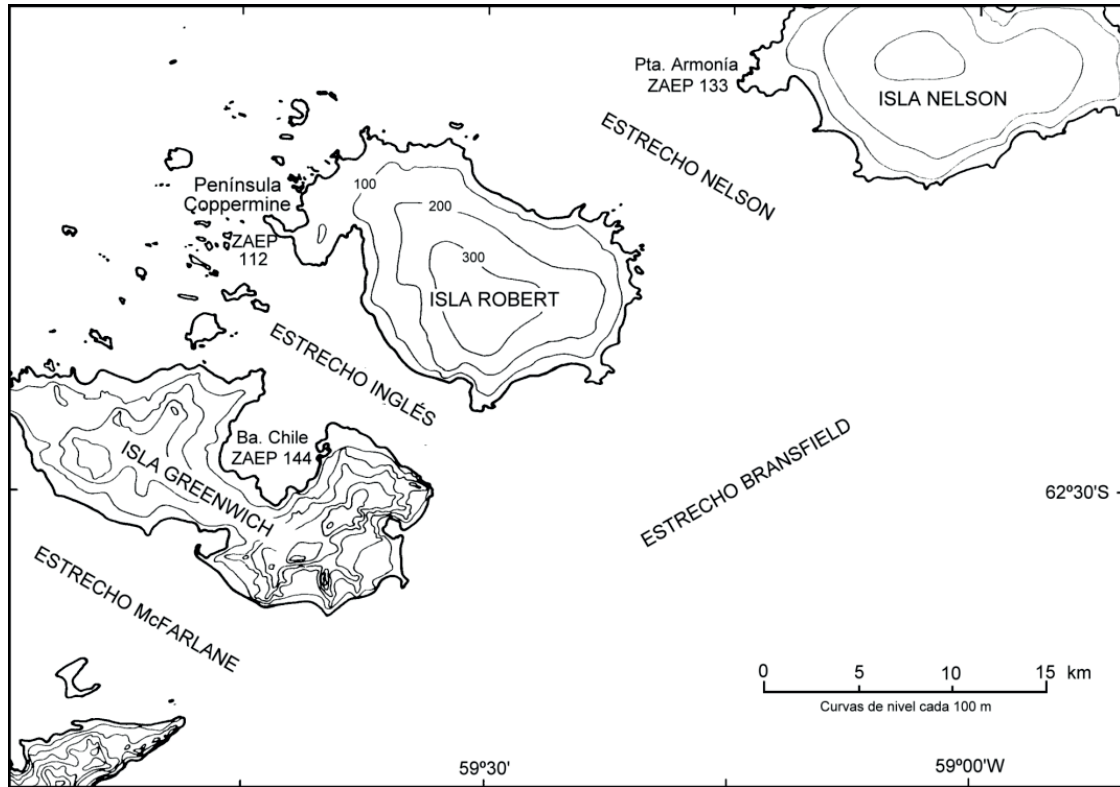 Pta. Armonía
ZAEP 133
ISLA NELSON
ESTRECHO NELSON
Península
Coppermine
ZAEP
112
100
200
300
ISLA ROBERT
ESTRECHO INGLÉS
Ba. Chile
ZAEP 144
ISLA GREENWICH
ESTRECHO BRANSFIELD
62º30'S
ESTRECHO McFARLANE
0 5 10 15 km
Curvas de nivel cada 100 m
59º30'
59º00'W